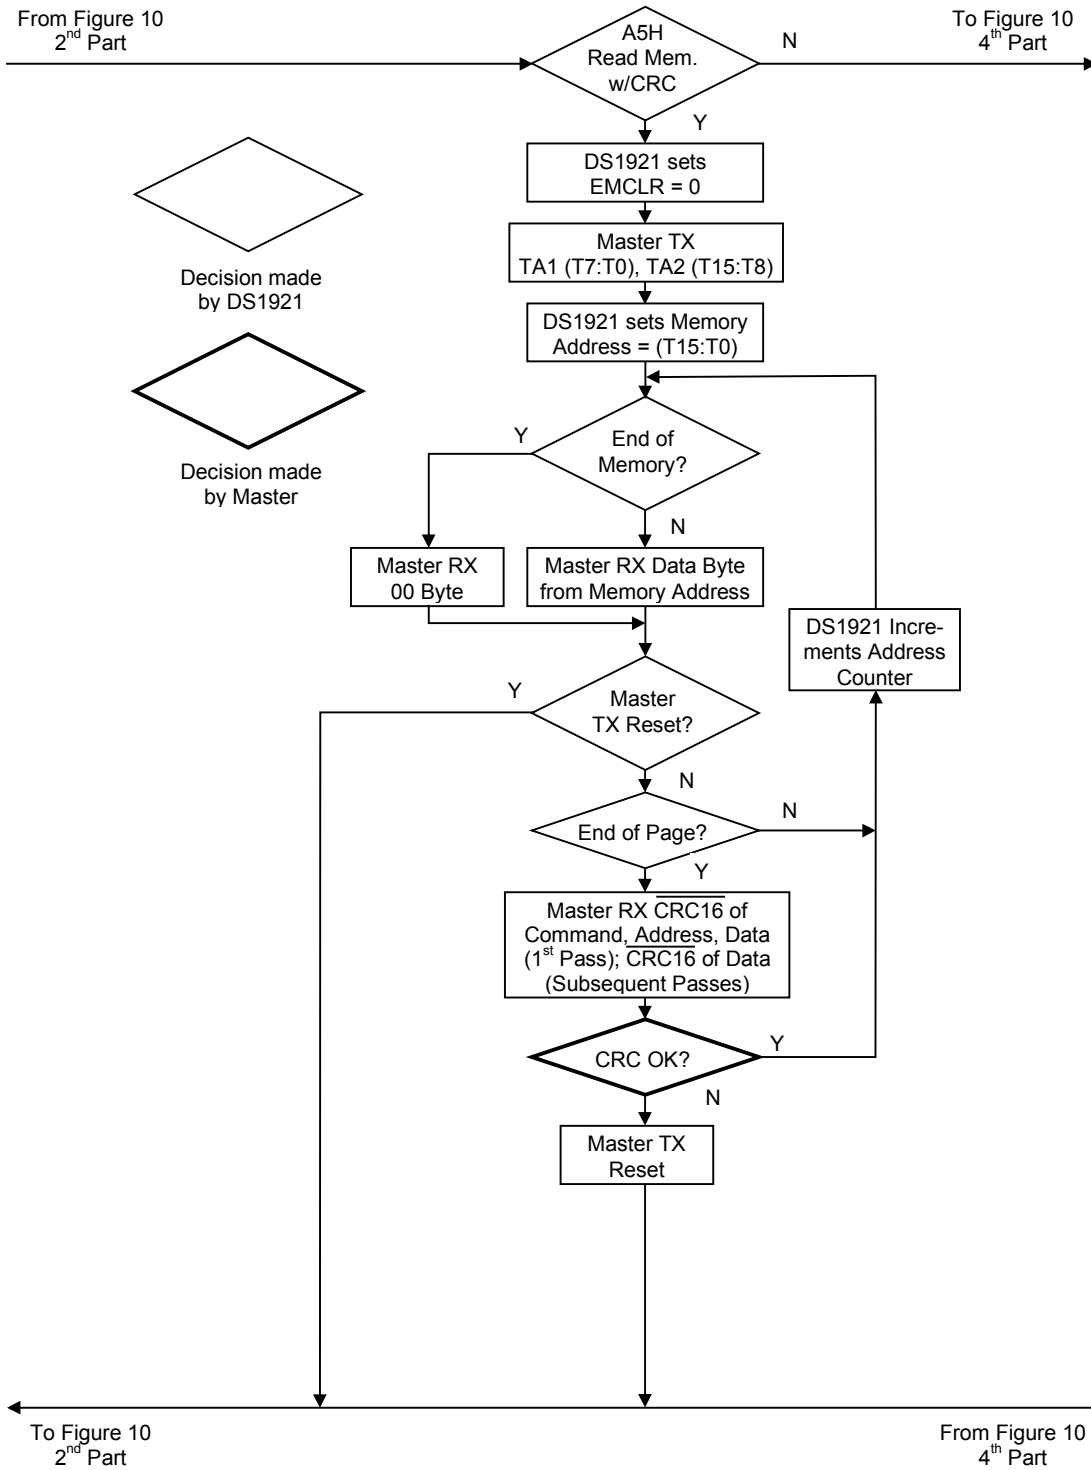 From Figure 10
2nd Part
To Figure 10
4th Part
A5H
Read Mem.
w/CRC
N
Y
DS1921 sets
EMCLR = 0
Master TX
TA1 (T7:T0), TA2 (T15:T8)
Decision made
by DS1921
DS1921 sets Memory
Address = (T15:T0)
Decision made
by Master
Y
End of
Memory?
N
Master RX
00 Byte
Master RX Data Byte
from Memory Address
DS1921 Incre-
ments Address
Counter
Y
Master
TX Reset?
N
End of Page?
N
Y
Master RX CRC16 of
Command, Address, Data
(1st Pass); CRC16 of Data
(Subsequent Passes)
CRC OK?
Y
N
Master TX
Reset
To Figure 10
2nd Part
From Figure 10
4th Part